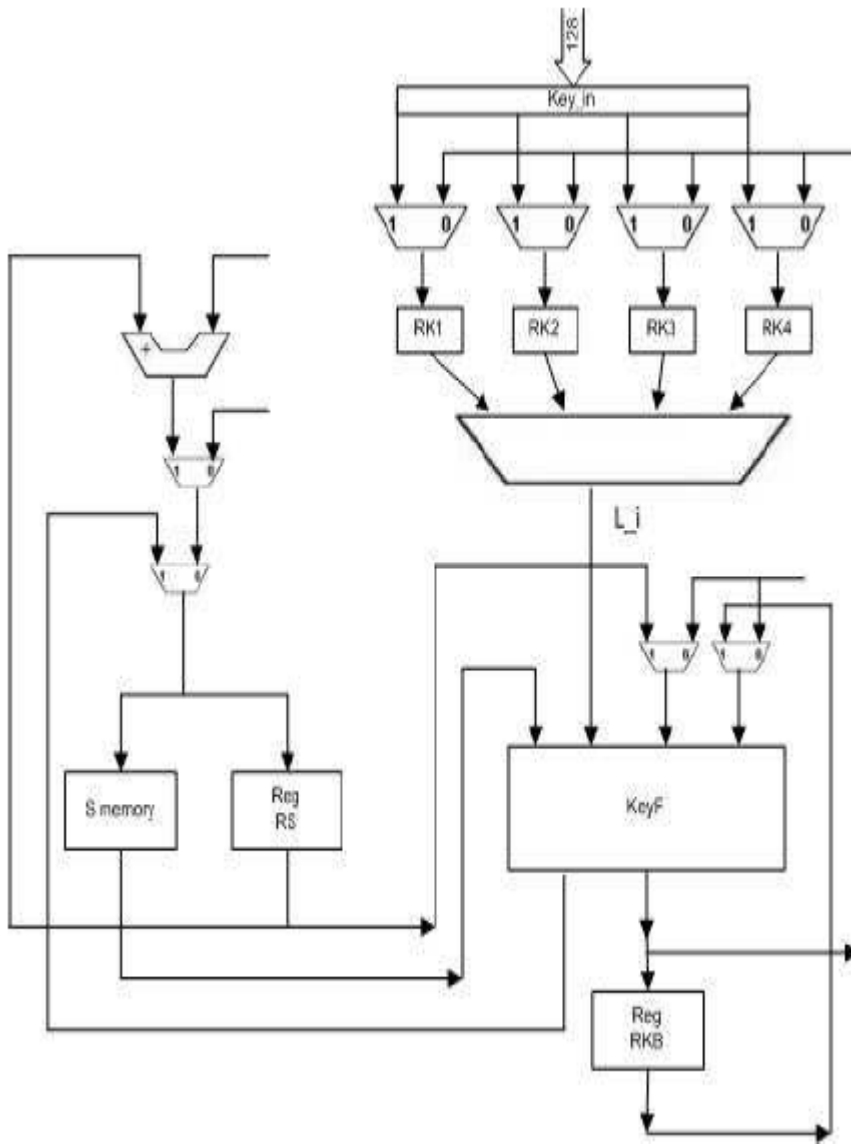 128
Key_in
1 0 1 0 1 0 1 0
RK1 RK2 RK3 RK4
+
1 0
L_i
1 0
1 0 1 0
S memory
Reg
RS
KeyF
Reg
RKB